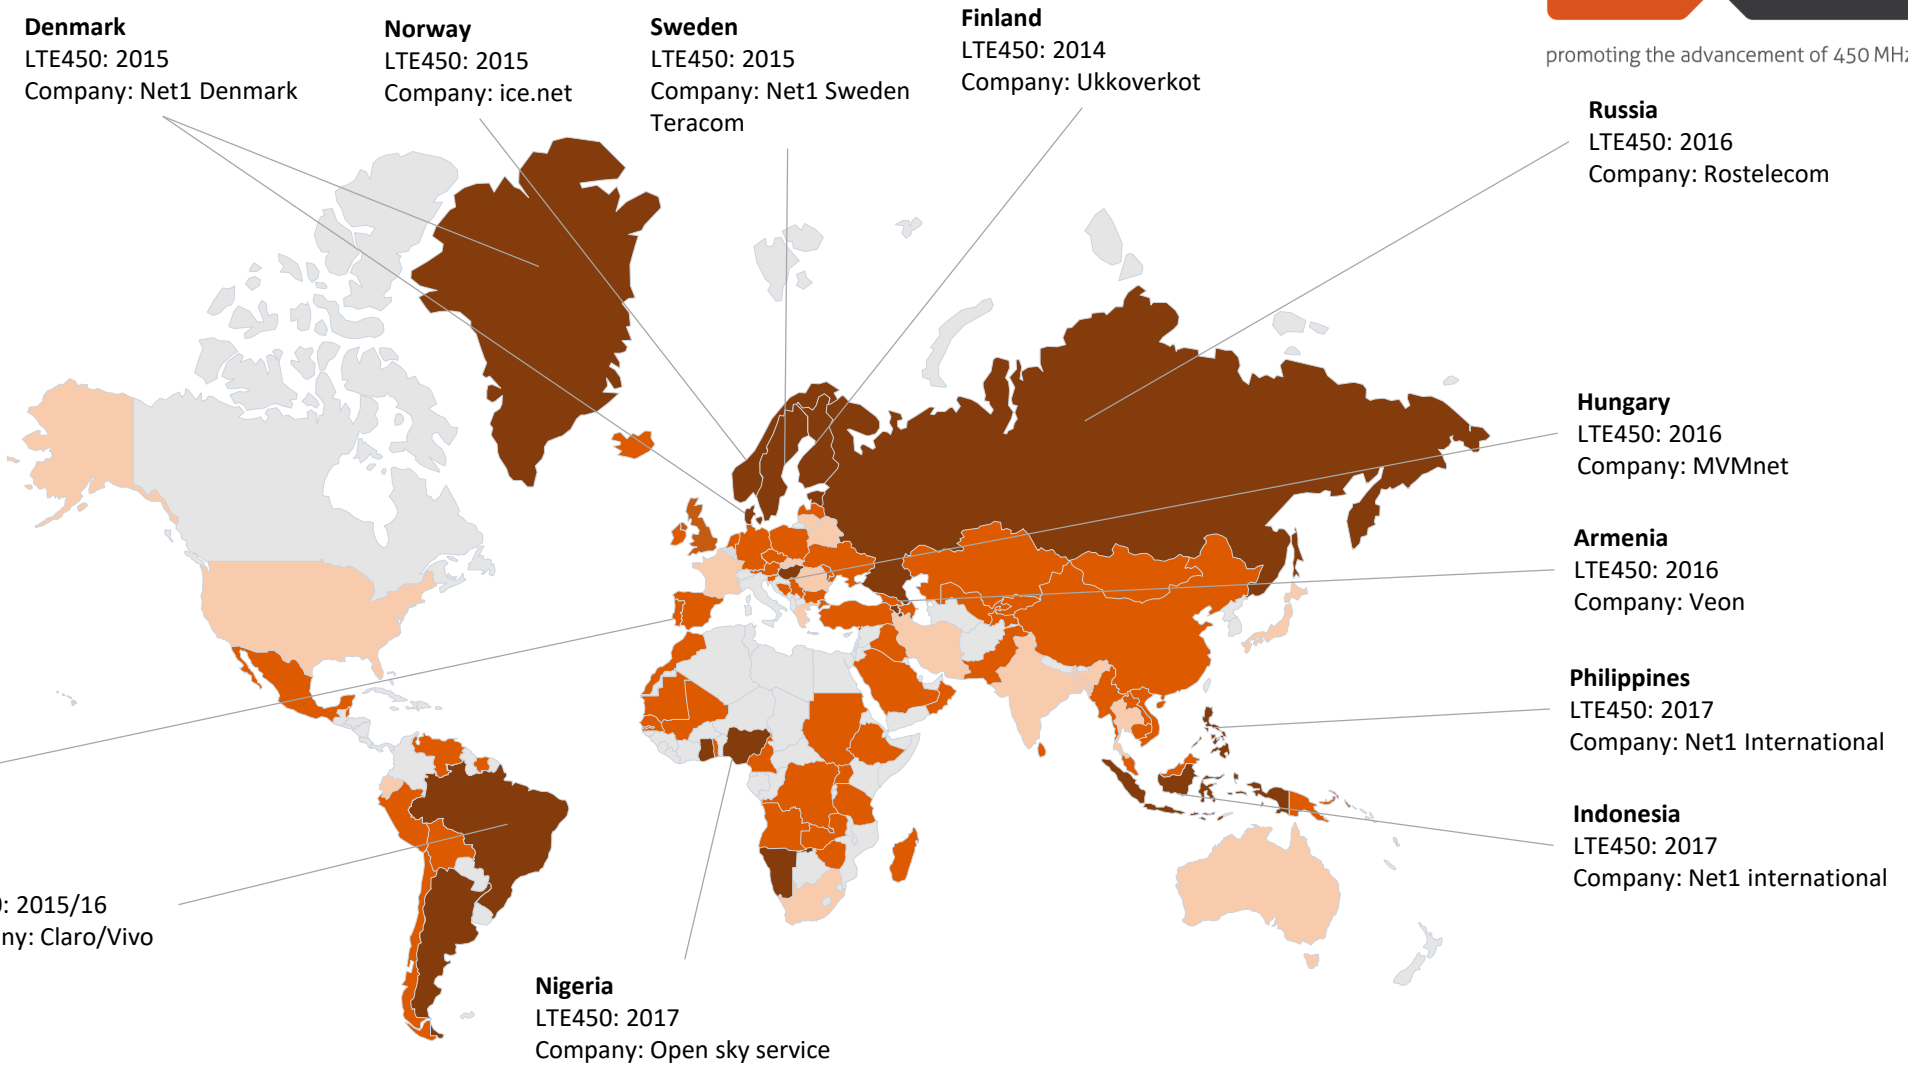 Denmark
LTE450: 2015
Company: Net1 Denmark
Norway
LTE450: 2015
Company: ice.net
Sweden
LTE450: 2015
Company: Net1 Sweden
Teracom
Finland
LTE450: 2014
Company: Ukkoverkot
promoting the advancement of 450 MHz
Russia
LTE450: 2016
Company: Rostelecom
Hungary
LTE450: 2016
Company: MVMnet
Armenia
LTE450: 2016
Company: Veon
Philippines
LTE450: 2017
Company: Net1 International
Indonesia
LTE450: 2017
Company: Net1 international
: 2015/16
ny: Claro/Vivo
Nigeria
LTE450: 2017
Company: Open sky service